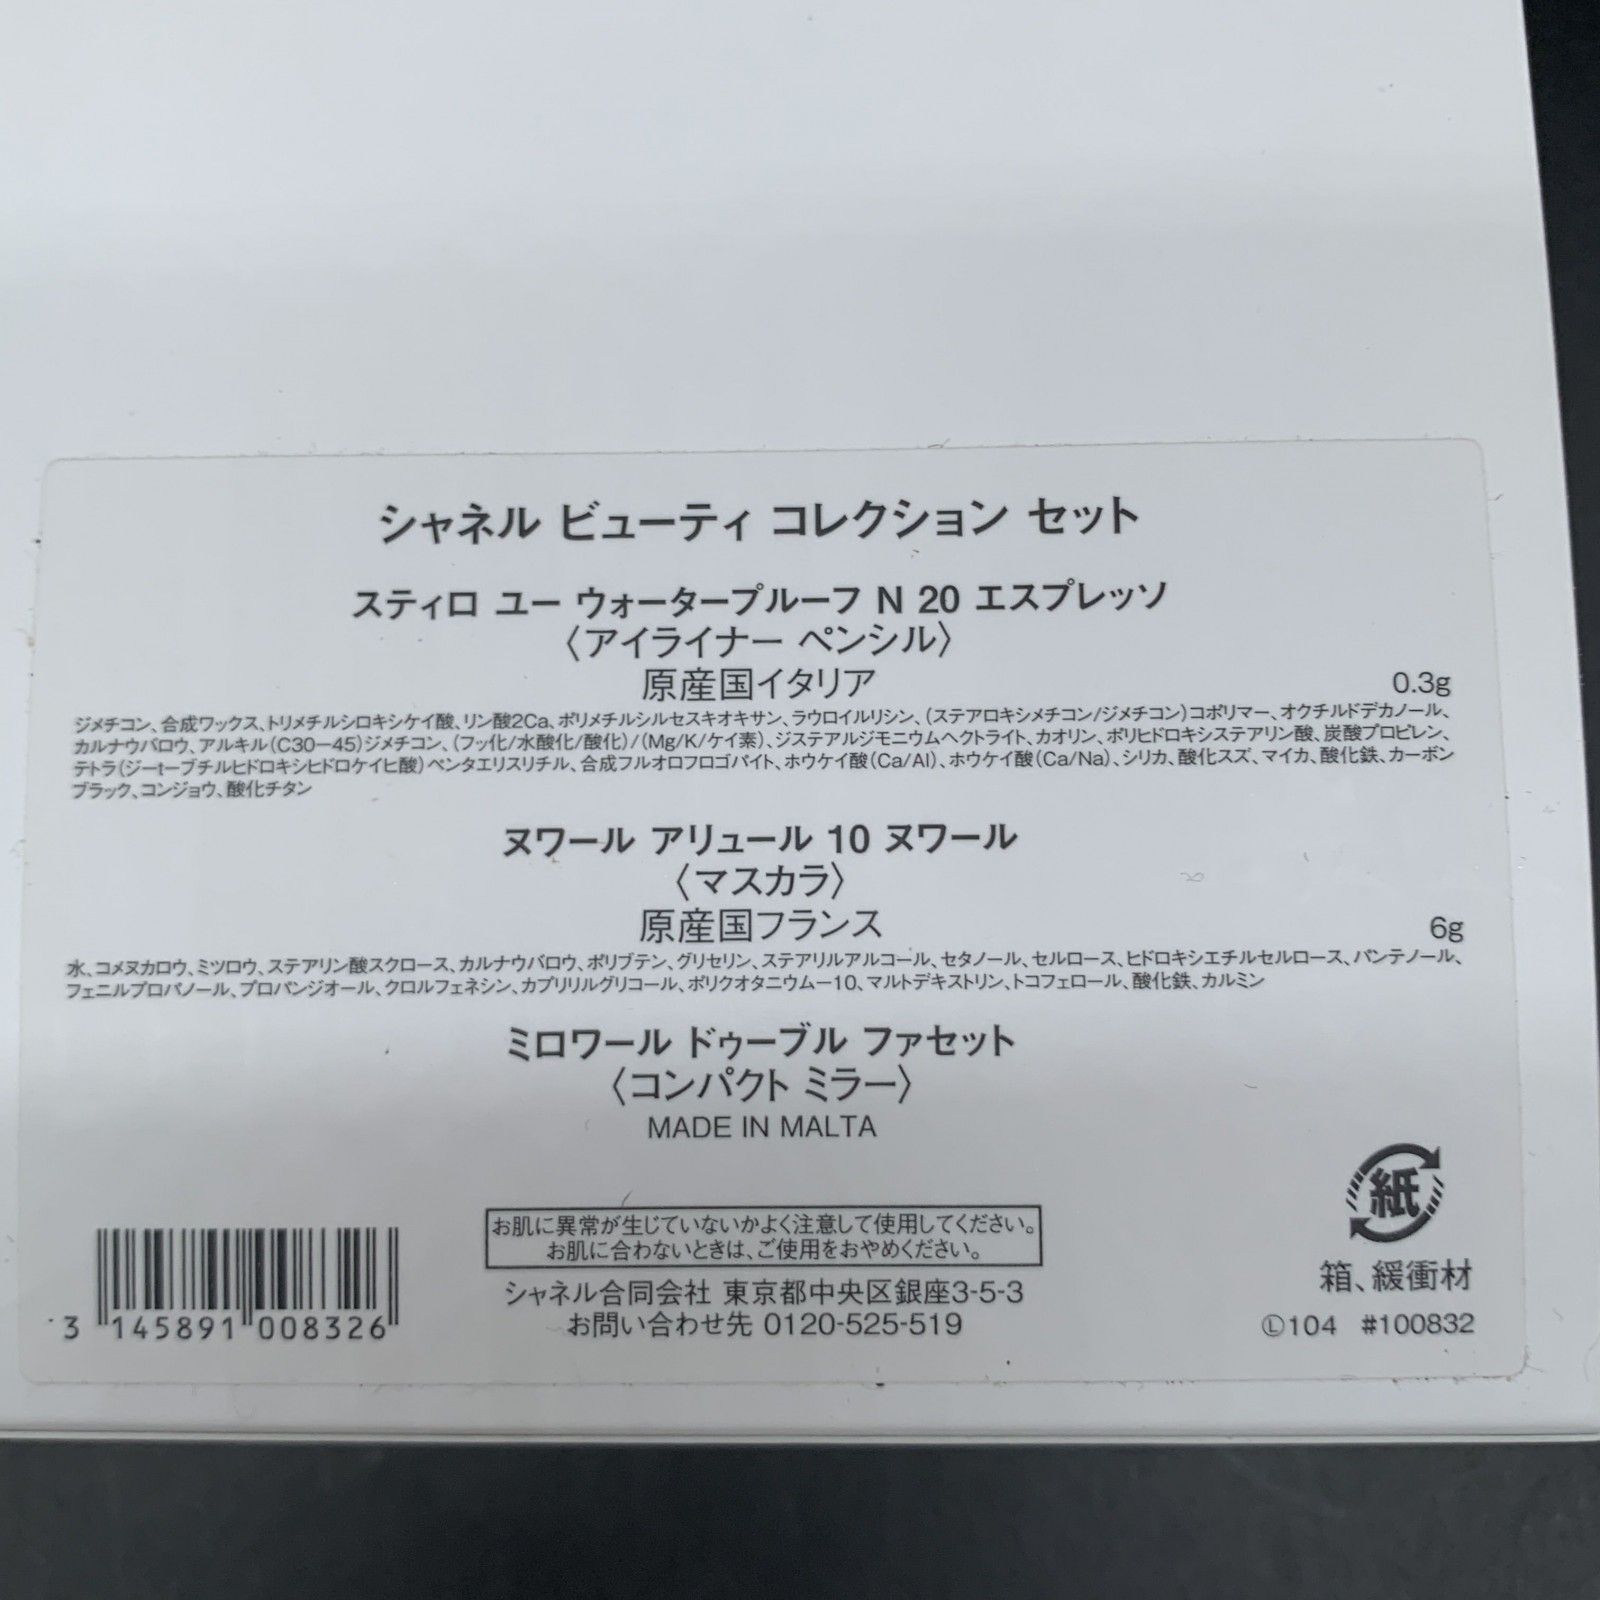 シャネル ビューティ コレクション セット
スティロ ユー ウォータープルーフ N 20 エスプレッソ
〈アイライナー ペンシル〉
原産国イタリア
0.3g
ジメチコン、合成ワックス、トリメチルシロキシケイ酸、リン酸2Ca、ポリメチルシルセスキオキサン、ラウロイルリシン、(ステアロキシメチコン/ジメチコン)コポリマー、オクチルドデカノール、
カルナウバロウ、アルキル(C30−45)ジメチコン、(フッ化/水酸化/酸化)/(Mg/K/ケイ素)、ジステアルジモニウムヘクトライト、カオリン、ポリヒドロキシステアリン酸、炭酸プロピレン、
テトラ(ジーtーブチルヒドロキシヒドロケイヒ酸)ペンタエリスリチル、合成フルオロフロゴパイト、ホウケイ酸(Ca/Al)、ホウケイ酸(Ca/Na)、シリカ、酸化スズ、マイカ、酸化鉄、カーボン
ブラック、コンジョウ、酸化チタン
ヌワール アリュール 10 ヌワール
〈マスカラ〉
原産国フランス
6g
水、コメヌカロウ、ミツロウ、ステアリン酸スクロース、カルナウバロウ、ポリブテン、グリセリン、ステアリルアルコール、セタノール、セルロース、ヒドロキシエチルセルロース、パンテノール、
フェニルプロパノール、プロパンジオール、クロルフェネシン、カプリリルグリコール、ポリクオタニウムー10、マルトデキストリン、トコフェロール、酸化鉄、カルミン
ミロワール ドゥーブル ファセット
〈コンパクト ミラー〉
MADE IN MALTA
お肌に異常が生じていないかよく注意して使用してください。
お肌に合わないときは、ご使用をおやめください。
シャネル合同会社 東京都中央区銀座3-5-3
お問い合わせ先 0120-525-519
3 145891 008326
紙
箱、緩衝材
Ⓛ104 #100832